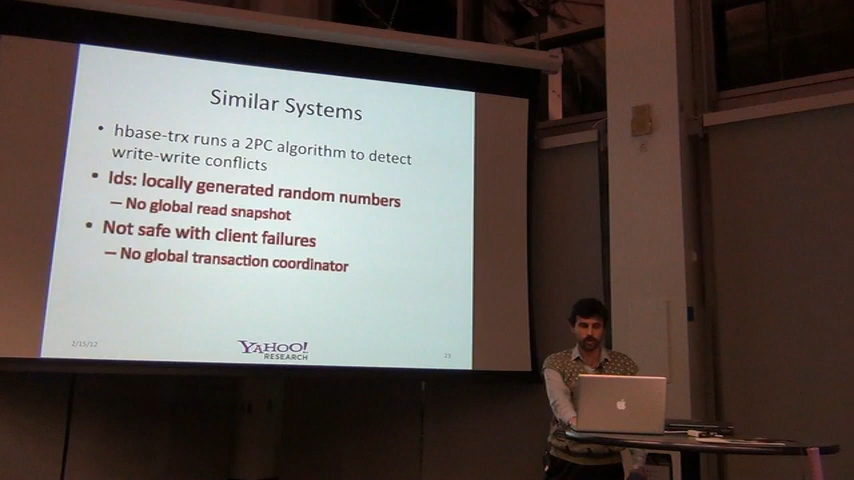 Similar Systems
• hbase-trx runs a 2PC algorithm to detect
write-write conflicts
• Ids: locally generated random numbers
– No global read snapshot
• Not safe with client failures
– No global transaction coordinator
2/15/12
YAHOO!
RESEARCH